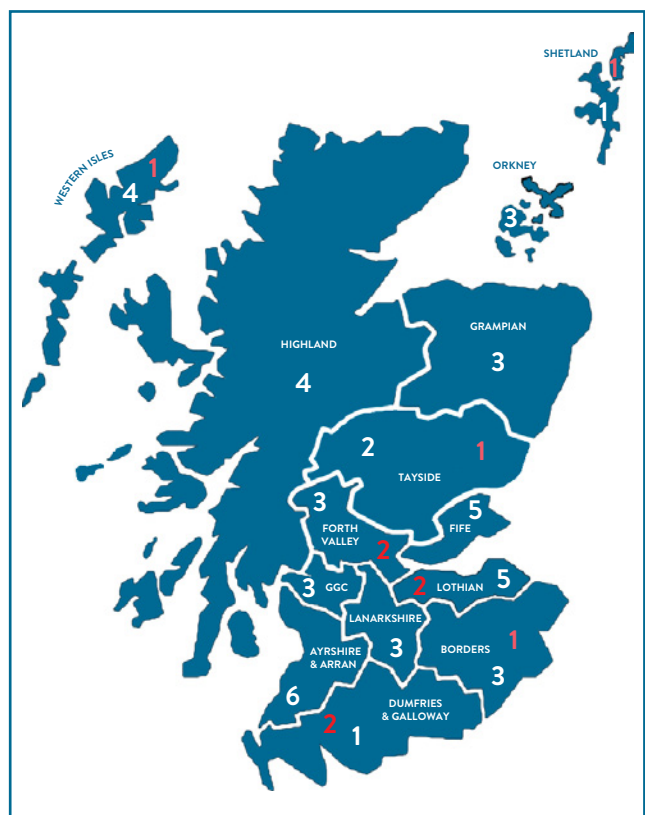 SHETLAND
1
1
WESTERN ISLES
1
4
ORKNEY
3
GRAMPIAN
3
HIGHLAND
4
2
1
TAYSIDE
3
5
FORTH
VALLEY
FIFE
2
3
GGC
2
LOTHIAN
5
LANARKSHIRE
3
1
BORDERS
3
AYRSHIRE
& ARRAN
6
DUMFRIES
& GALLOWAY
2
1